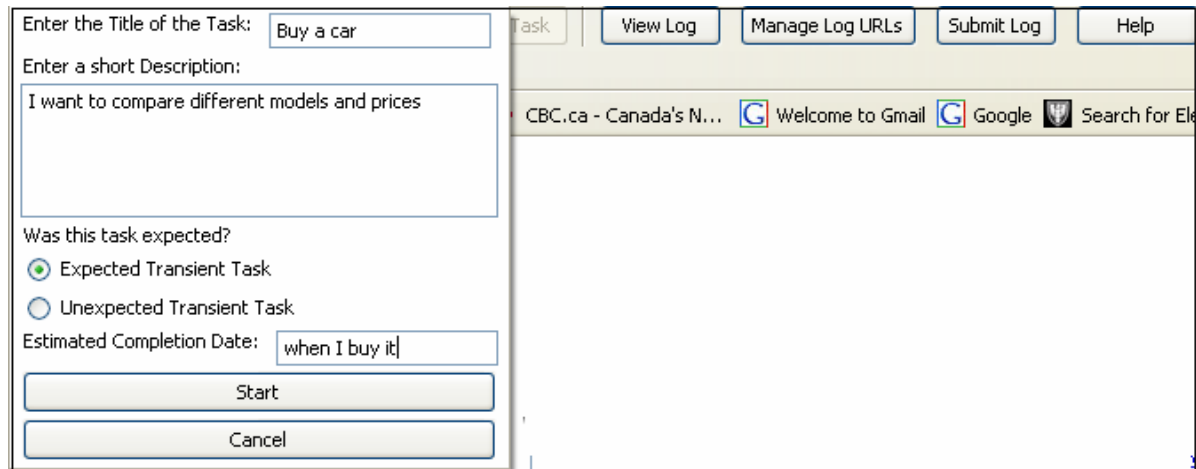 Enter the Title of the Task: Buy a car
Task View Log Manage Log URLs Submit Log Help
Enter a short Description:
I want to compare different models and prices
CBC.ca - Canada's N... Welcome to Gmail Google Search for Ele
Was this task expected?
Expected Transient Task
Unexpected Transient Task
Estimated Completion Date: when I buy it
Start
Cancel